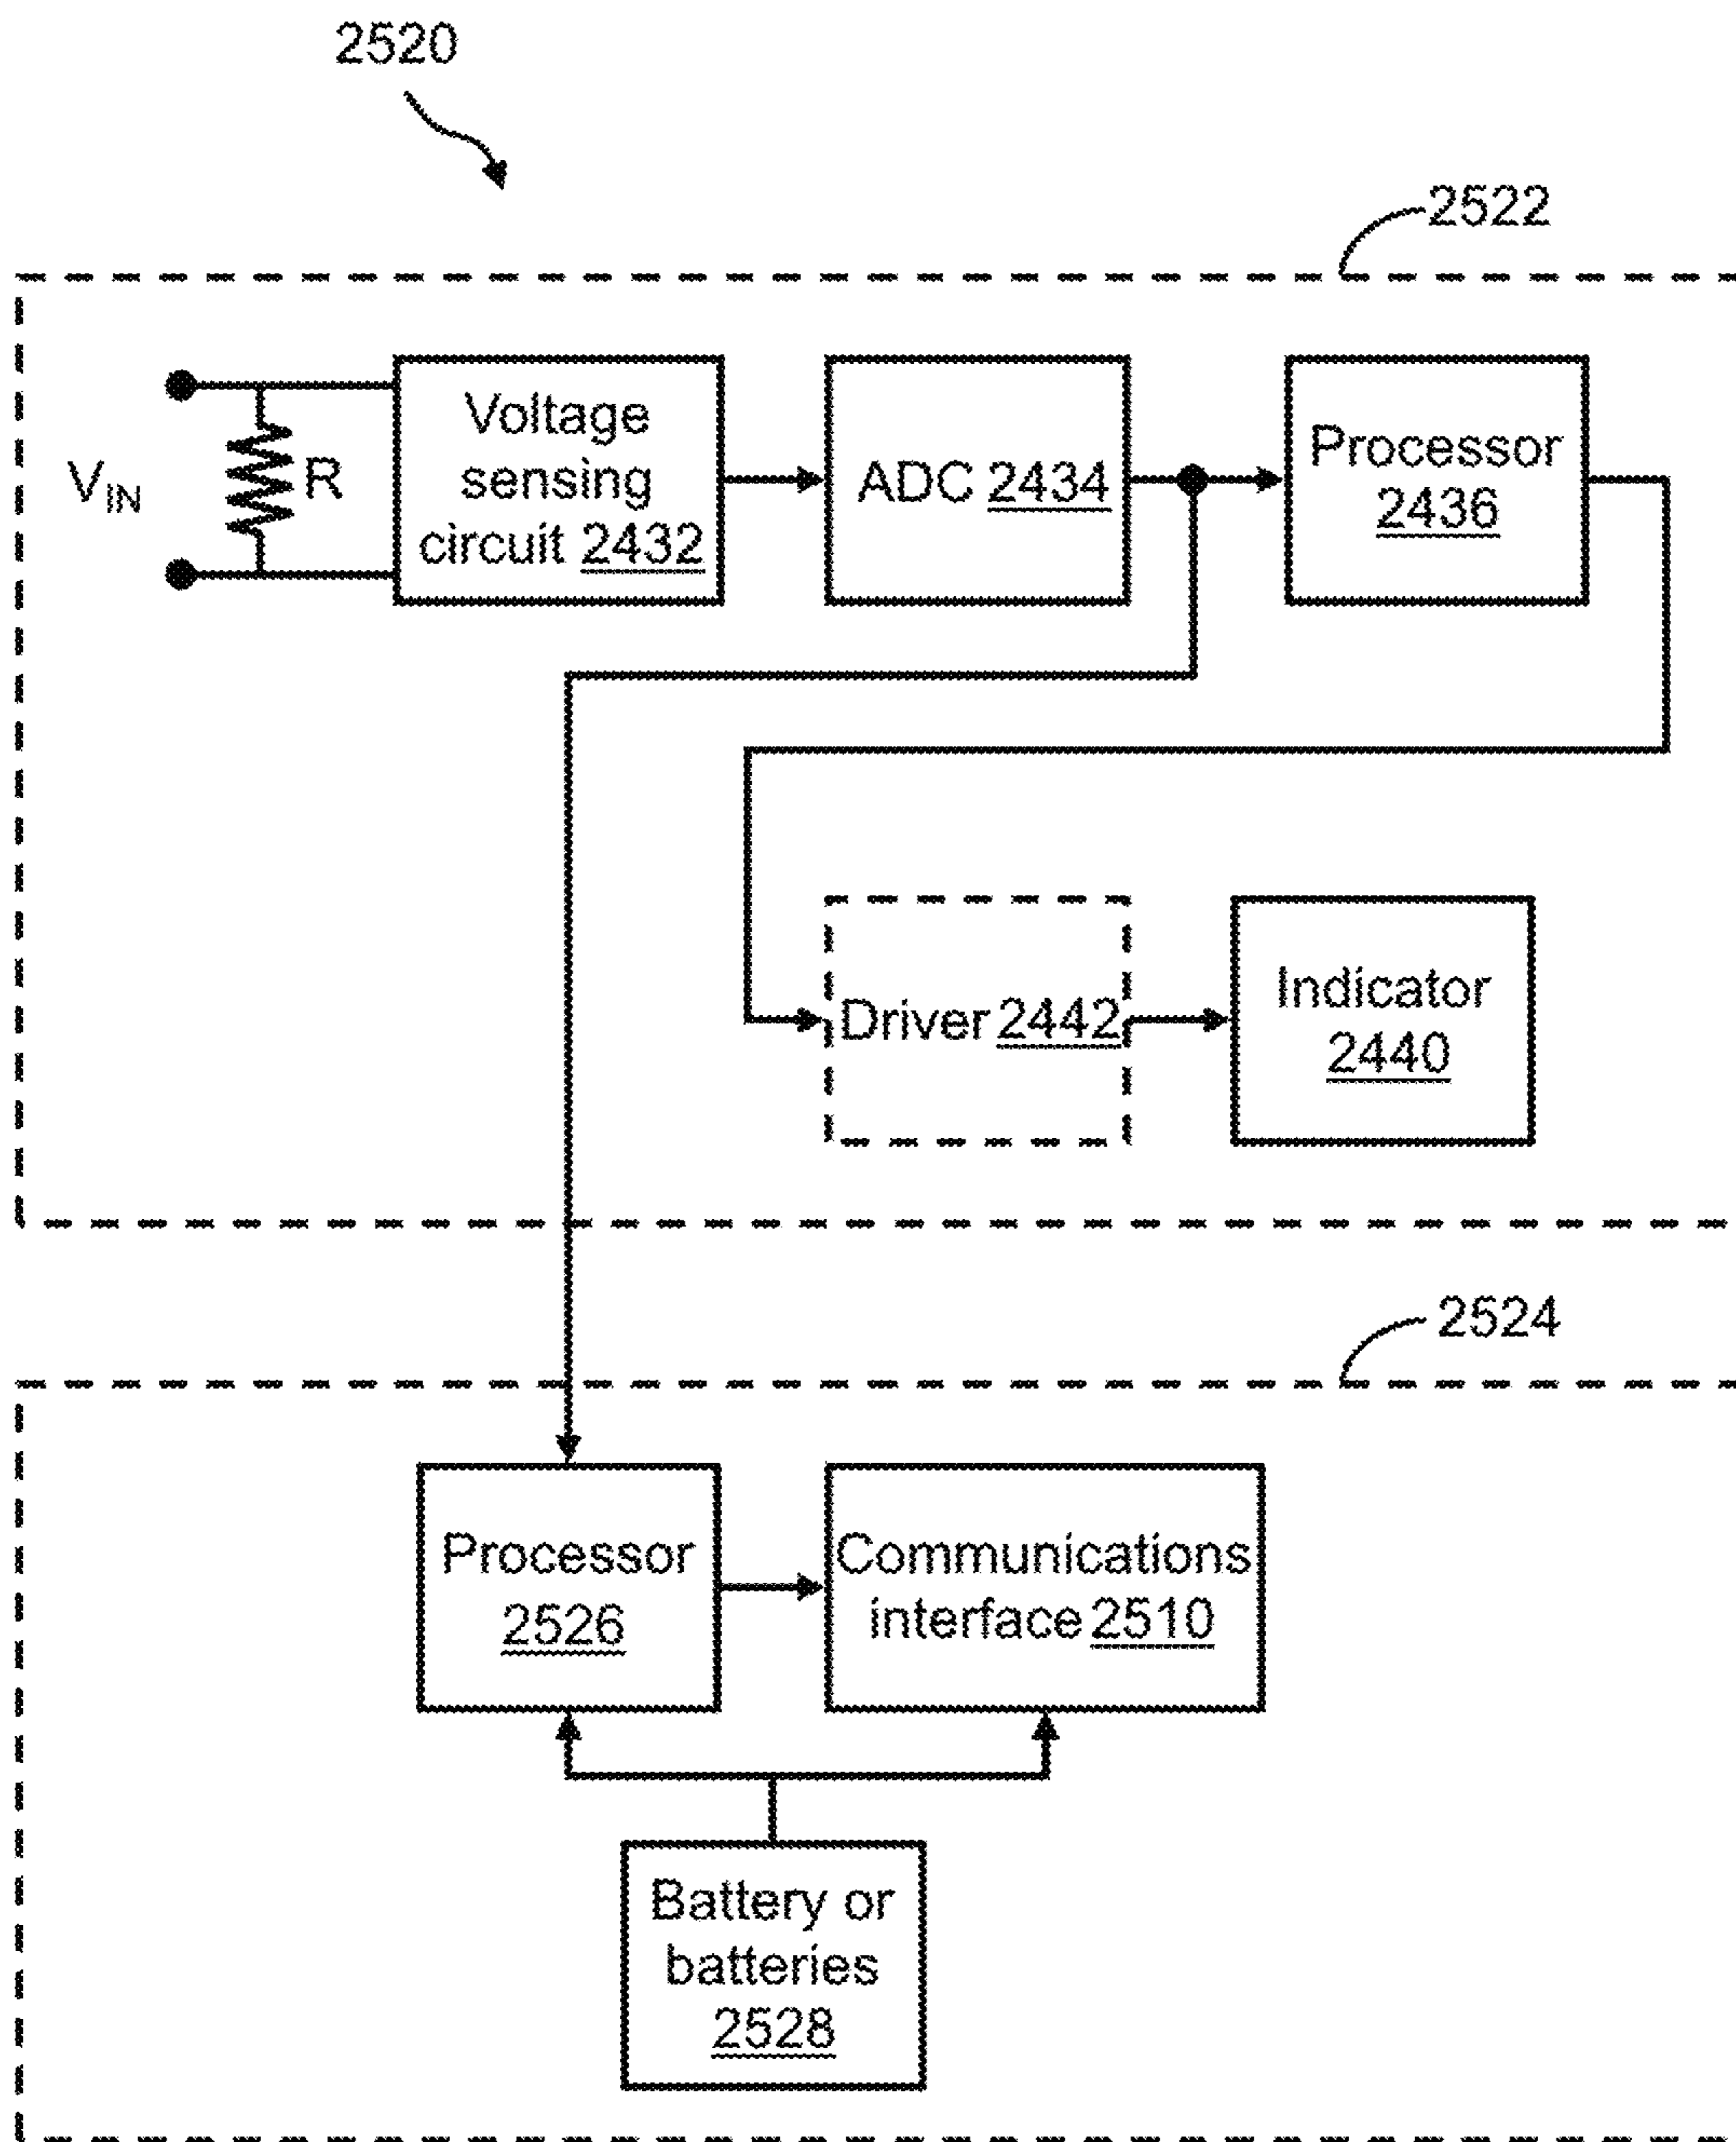 2520
2522
V_IN
R
Voltage
sensing
circuit 2432
ADC 2434
Processor
2436
Driver 2442
Indicator
2440
2524
Processor
2526
Communications
interface 2510
Battery or
batteries
2528